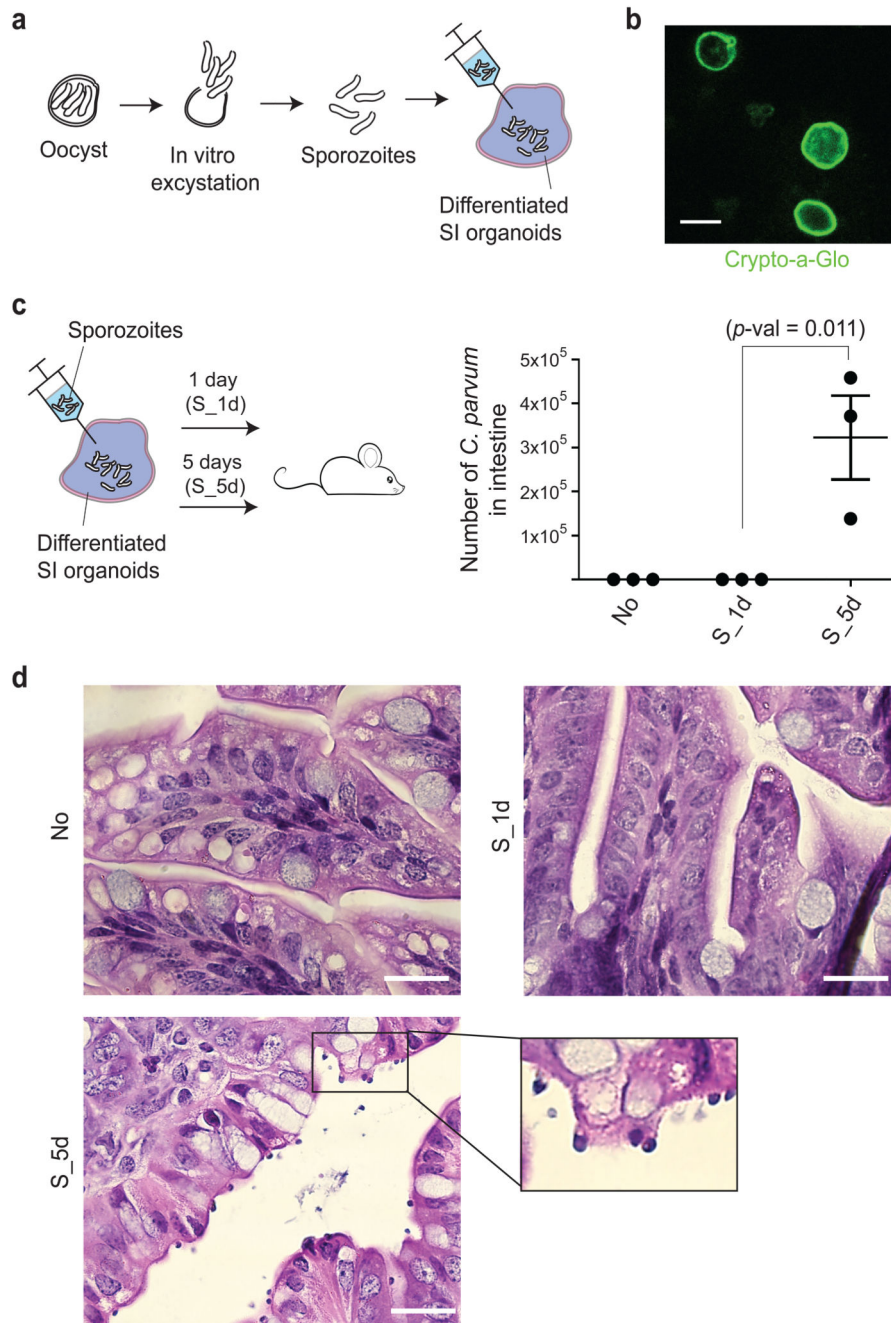 a
Oocyst
In vitro
excystation
Sporozoites
Differentiated
SI organoids
b
Crypto-a-Glo
c
Sporozoites
1 day
(S_1d)
5 days
(S_5d)
Differentiated
SI organoids
(p-val = 0.011)
Number of C. parvum
in intestine
5x10⁵
4x10⁵
3x10⁵
2x10⁵
1x10⁵
No
S_1d
S_5d
d
No
S_1d
S_5d